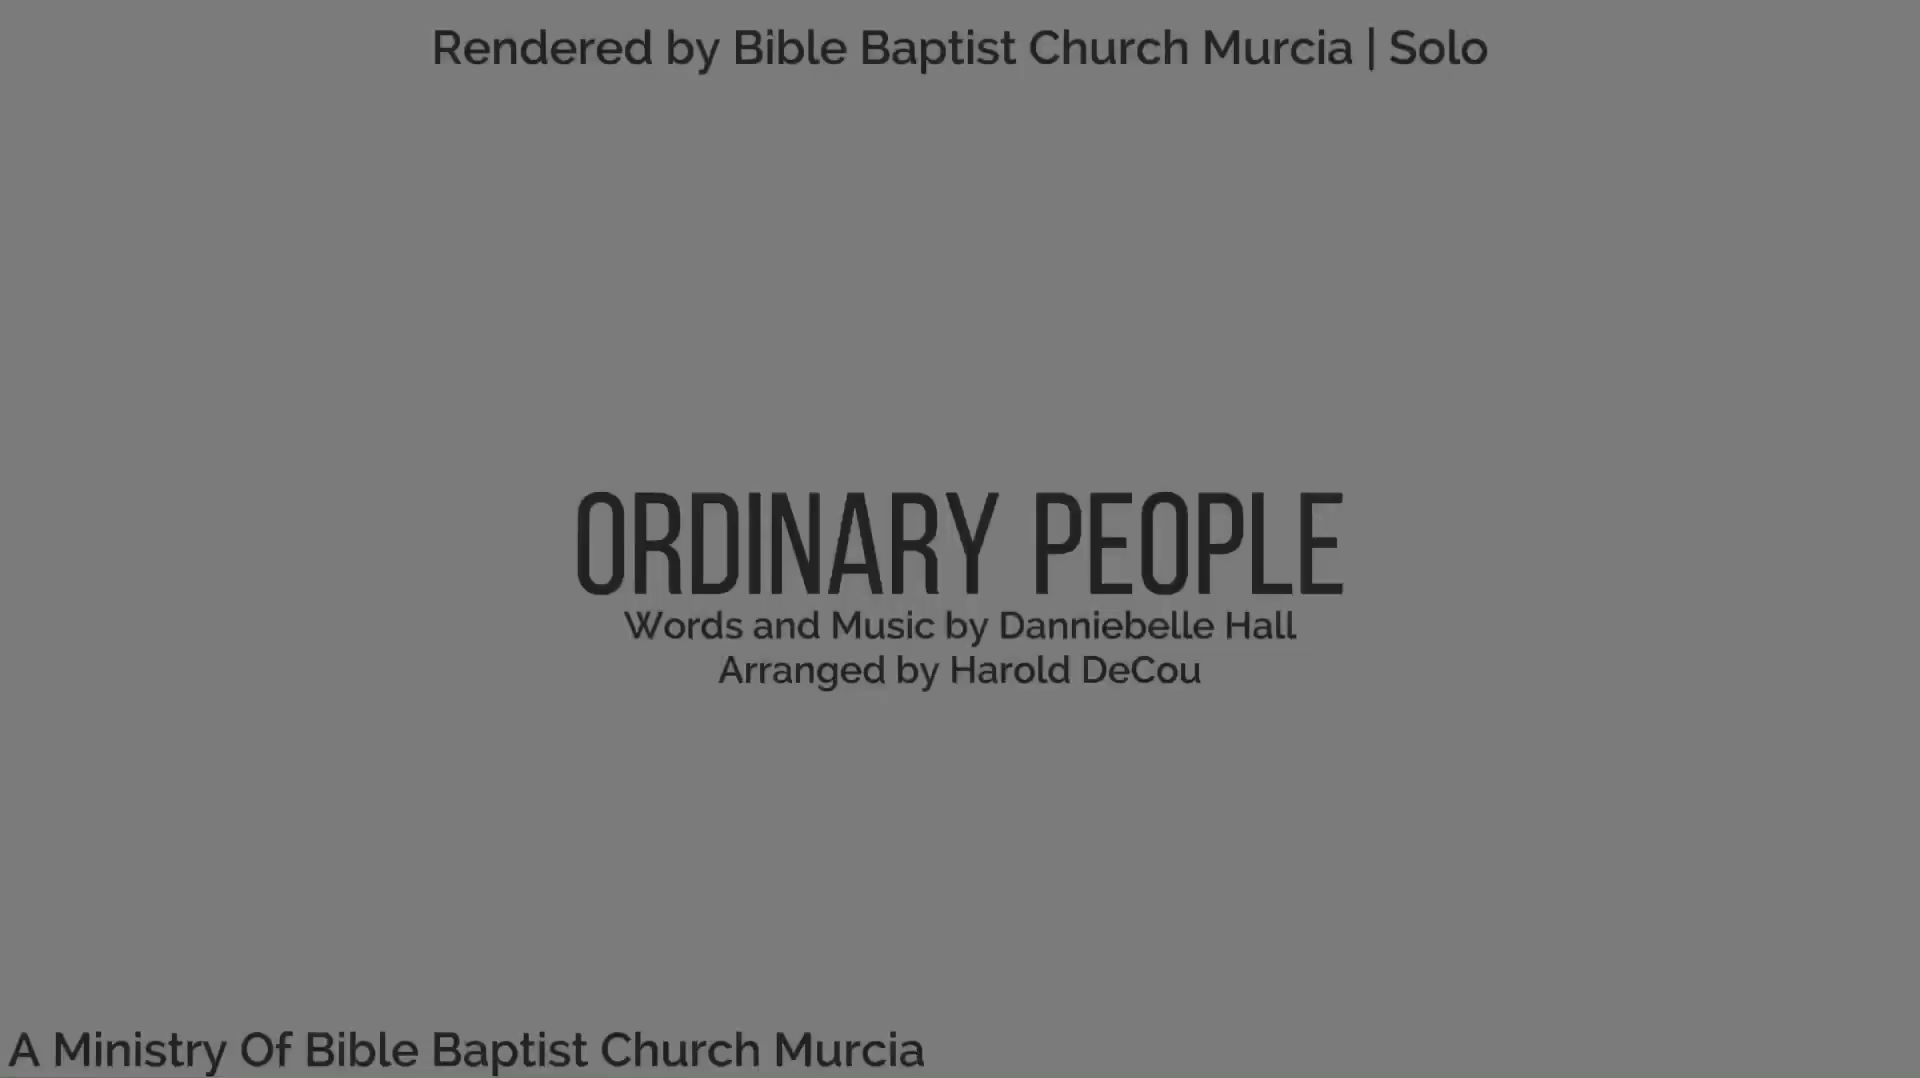 Rendered by Bible Baptist Church Murcia | Solo
ORDINARY PEOPLE
Words and Music by Danniebelle Hall
Arranged by Harold DeCou
A Ministry Of Bible Baptist Church Murcia